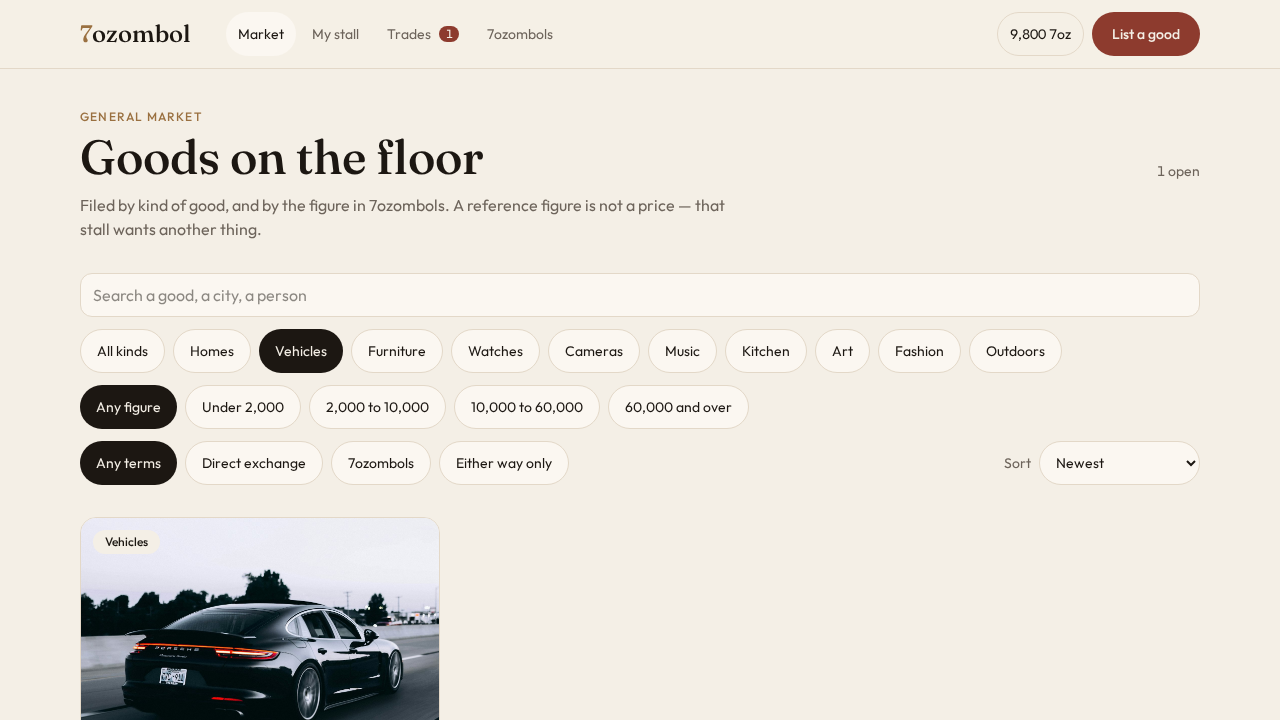 7ozombol
Market
My stall
Trades 1
7ozombols
9,800 7oz
List a good
GENERAL MARKET
Goods on the floor
1 open
Filed by kind of good, and by the figure in 7ozombols. A reference figure is not a price — that
stall wants another thing.
Search a good, a city, a person
All kinds
Homes
Vehicles
Furniture
Watches
Cameras
Music
Kitchen
Art
Fashion
Outdoors
Any figure
Under 2,000
2,000 to 10,000
10,000 to 60,000
60,000 and over
Any terms
Direct exchange
7ozombols
Either way only
Sort
Newest
Vehicles
PORSCHE